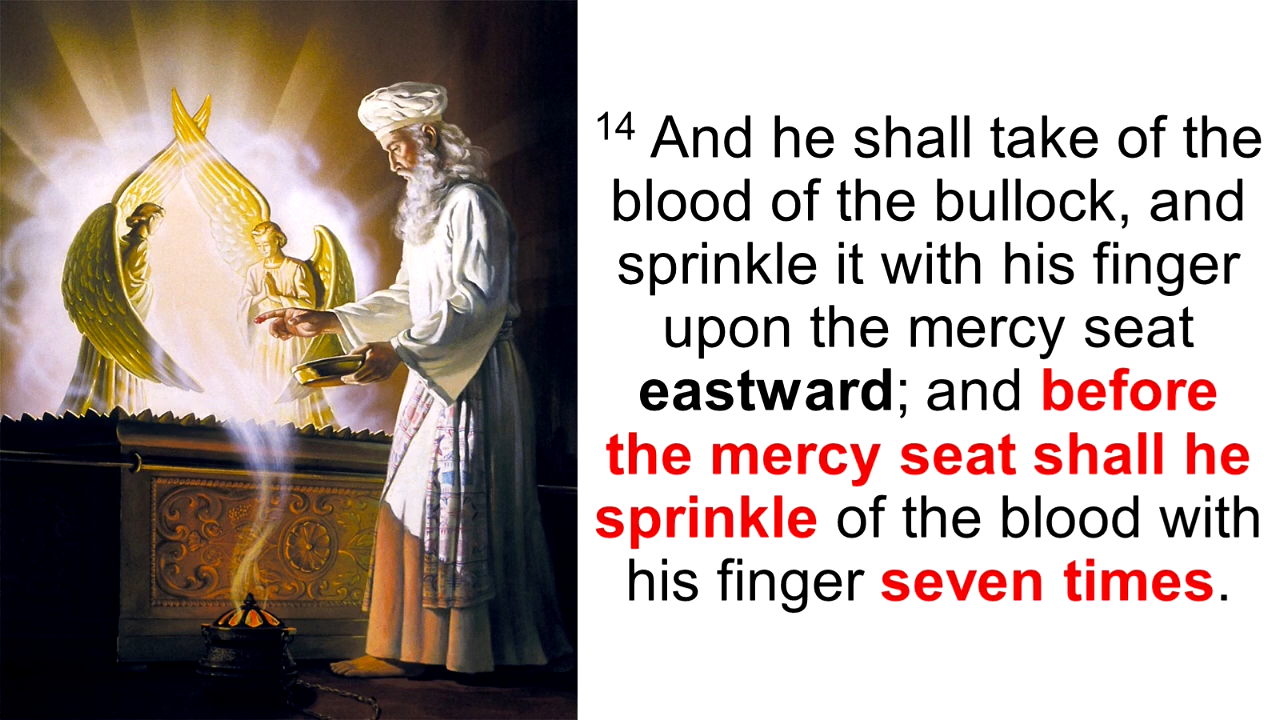 14 And he shall take of the
blood of the bullock, and
sprinkle it with his finger
upon the mercy seat
eastward; and before
the mercy seat shall he
sprinkle of the blood with
his finger seven times.